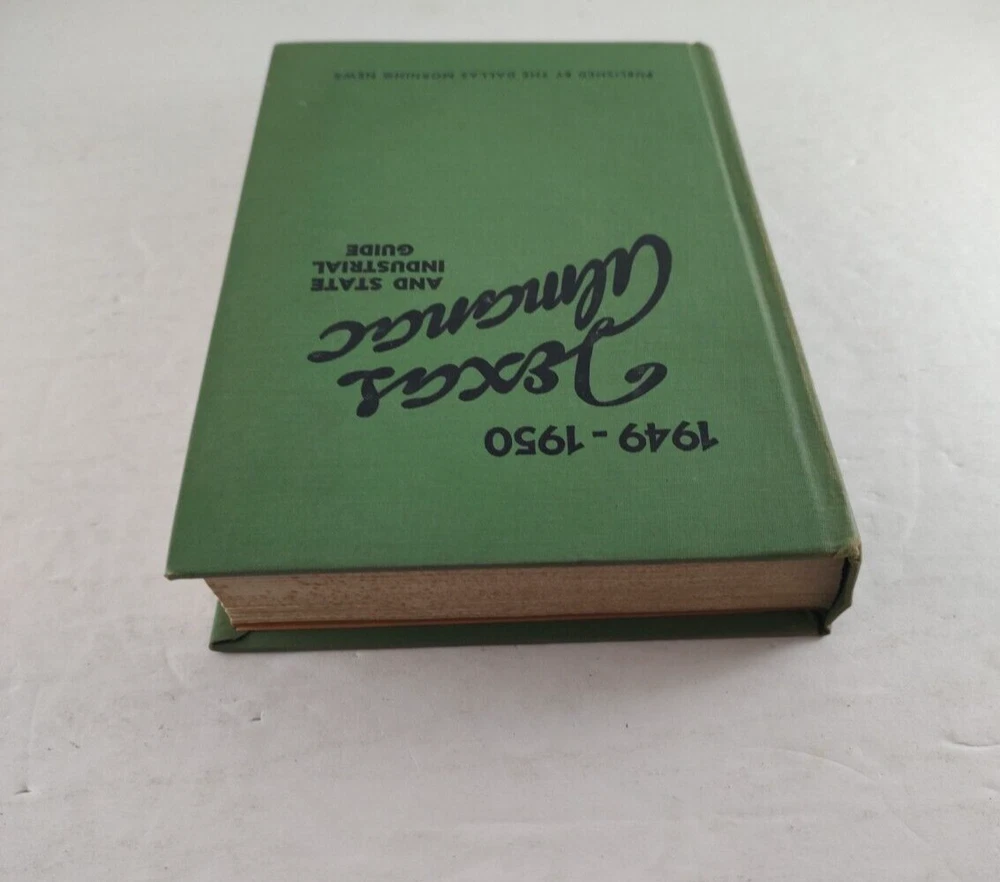 1949 - 1950
Texas
Almanac
AND STATE
INDUSTRIAL
GUIDE
PUBLISHED BY THE DALLAS MORNING NEWS